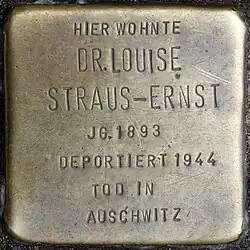 HIER WOHNTE
DR. LOUISE
STRAUS-ERNST
JG. 1893
DEPORTIERT 1944
TOD IN
AUSCHWITZ